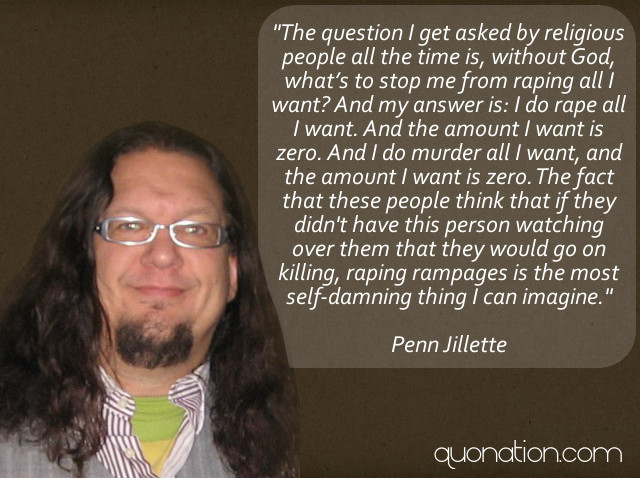 "The question I get asked by religious
people all the time is, without God,
what’s to stop me from raping all I
want? And my answer is: I do rape all
I want. And the amount I want is
zero. And I do murder all I want, and
the amount I want is zero. The fact
that these people think that if they
didn't have this person watching
over them that they would go on
killing, raping rampages is the most
self-damning thing I can imagine."
Penn Jillette
quonation.com